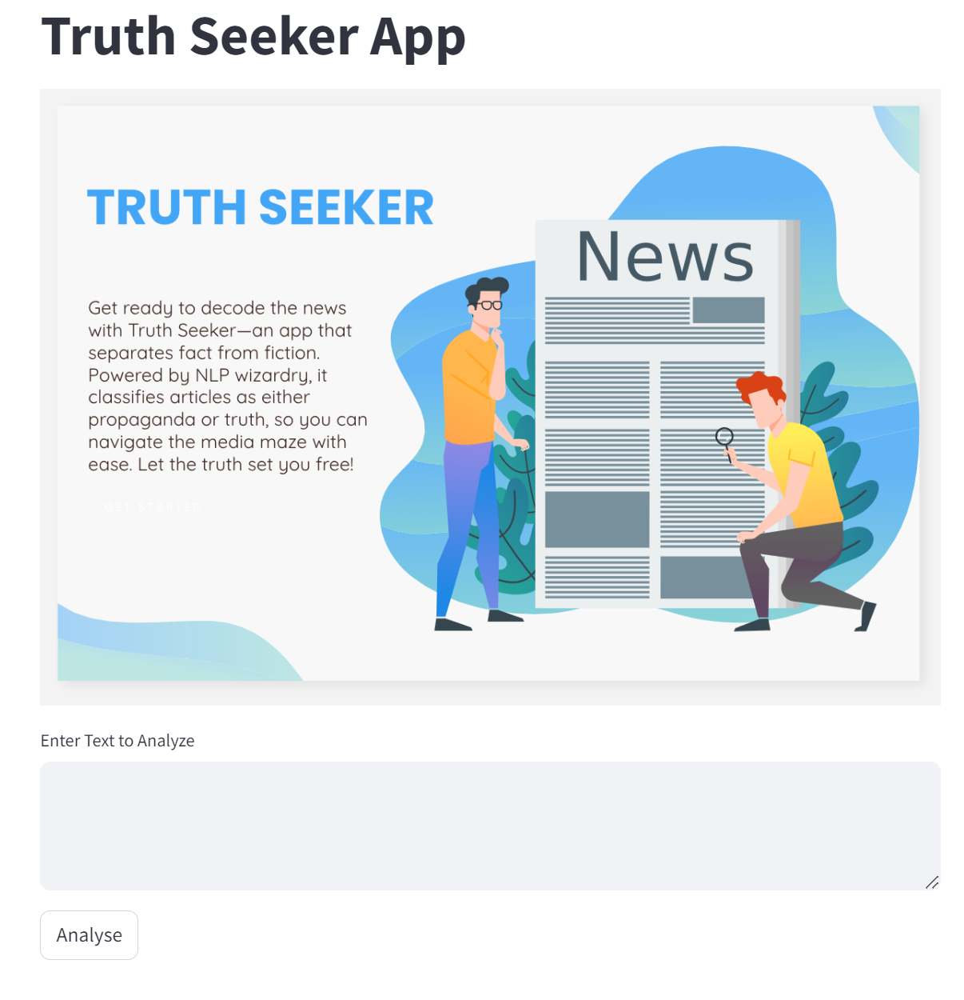 Truth Seeker App
TRUTH SEEKER
News
Get ready to decode the news
with Truth Seeker—an app that
separates fact from fiction.
Powered by NLP wizardry, it
classifies articles as either
propaganda or truth, so you can
navigate the media maze with
ease. Let the truth set you free!
GET STARTED
Enter Text to Analyze
Analyse